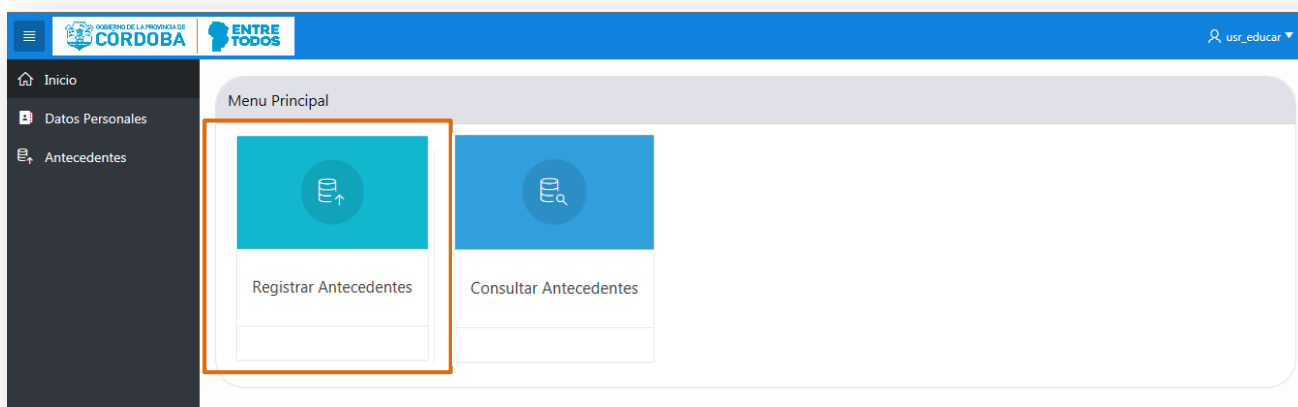 GOBIERNO DE LA PROVINCIA DE
CÓRDOBA
ENTRE
TODOS
usr_educar
Inicio
Datos Personales
Antecedentes
Menu Principal
Registrar Antecedentes
Consultar Antecedentes